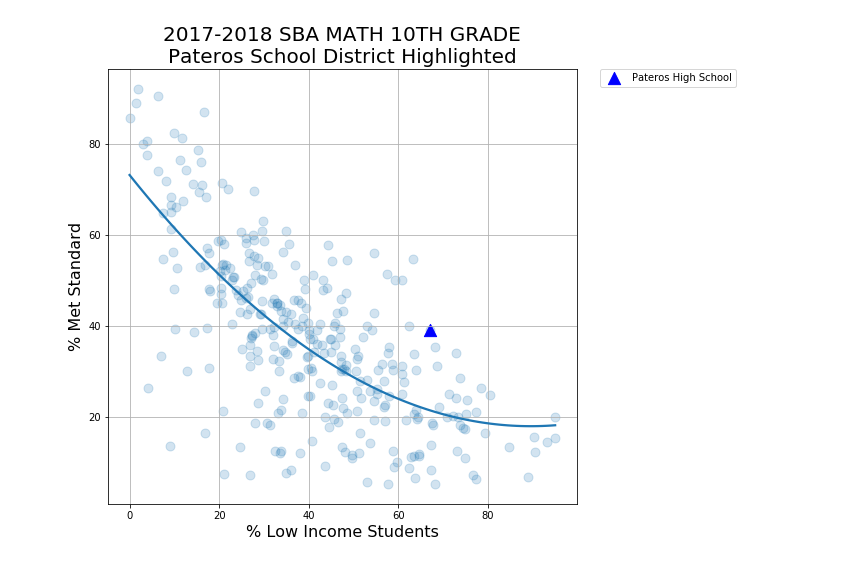 2017-2018 SBA MATH 10TH GRADE
Pateros School District Highlighted
Pateros High School
% Met Standard
80
60
40
20
0 20 40 60 80
% Low Income Students